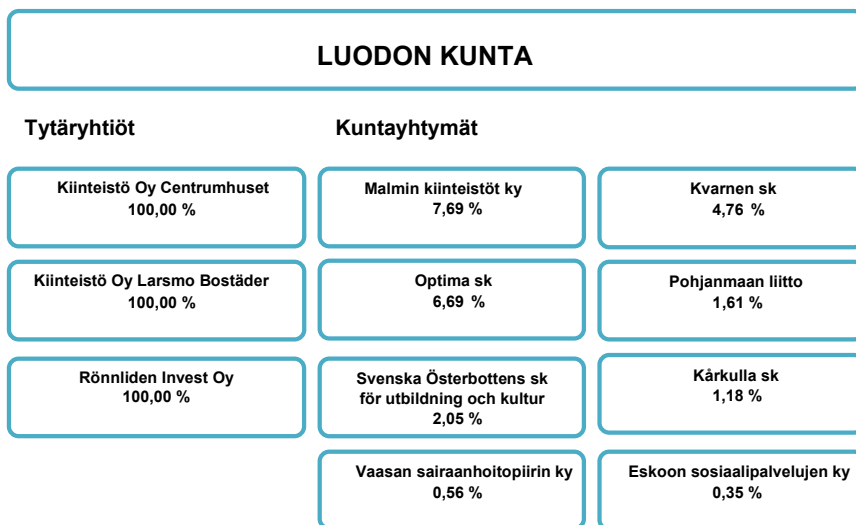 LUODON KUNTA
Tytäryhtiöt
Kuntayhtymät
Kiinteistö Oy Centrumhuset
100,00 %
Malmin kiinteistöt ky
7,69 %
Kvarnen sk
4,76 %
Kiinteistö Oy Larsmo Bostäder
100,00 %
Optima sk
6,69 %
Pohjanmaan liitto
1,61 %
Rönnliden Invest Oy
100,00 %
Svenska Österbottens sk
för utbildning och kultur
2,05 %
Kårkulla sk
1,18 %
Vaasan sairaanhoitopiirin ky
0,56 %
Eskoon sosiaalipalvelujen ky
0,35 %